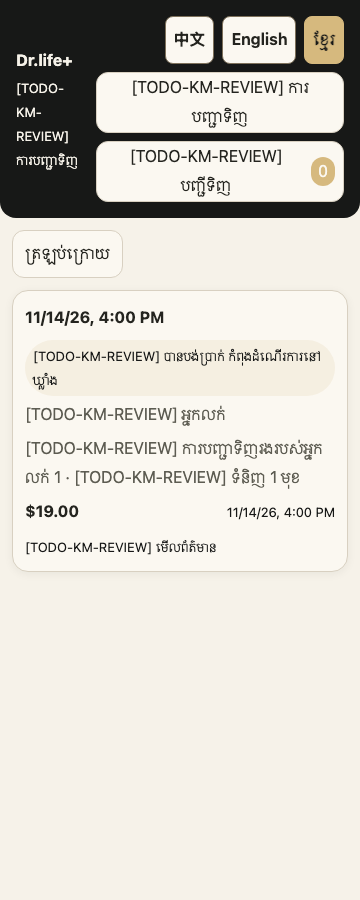 中文
English
ខ្មែរ
Dr.life+
[TODO-
KM-
REVIEW]
ការបញ្ជាទិញ
[TODO-KM-REVIEW] ការ
បញ្ជាទិញ
[TODO-KM-REVIEW]
បញ្ជីទិញ
0
ត្រឡប់ក្រោយ
11/14/26, 4:00 PM
[TODO-KM-REVIEW] បានបង់ប្រាក់ កំពុងដំណើរការនៅ
ឃ្លាំង
[TODO-KM-REVIEW] អ្នកលក់
[TODO-KM-REVIEW] ការបញ្ជាទិញរងរបស់អ្នក
លក់ 1 · [TODO-KM-REVIEW] ទំនិញ 1 មុខ
$19.00
11/14/26, 4:00 PM
[TODO-KM-REVIEW] មើលព័ត៌មាន